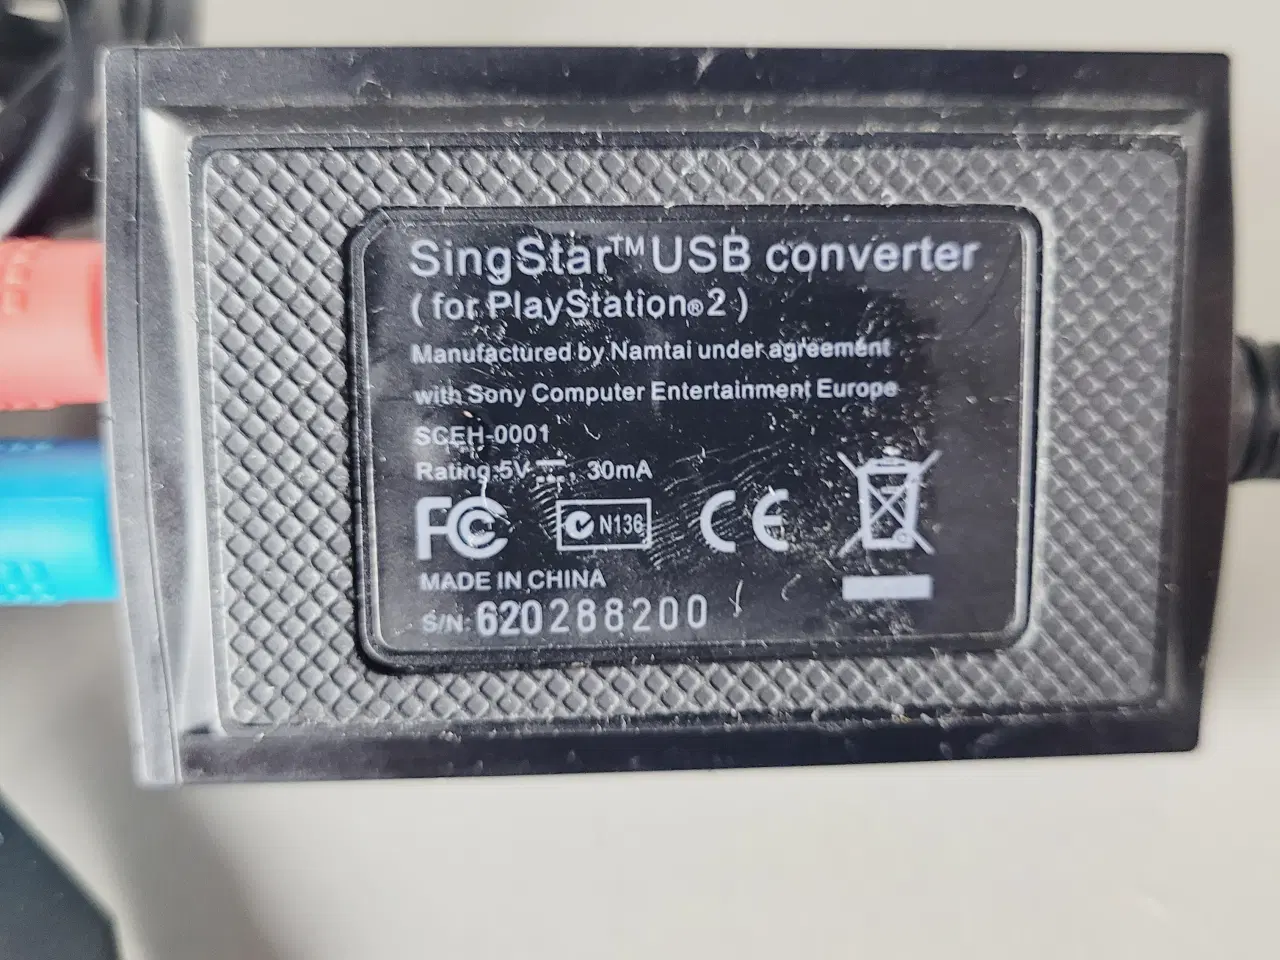 SingStar™ USB converter
( for PlayStation®2 )
Manufactured by Namtai under agreement
with Sony Computer Entertainment Europe
SCEH-0001
Rating:5V⎓, 30mA
FC N136 CE
MADE IN CHINA
S/N: 620288200